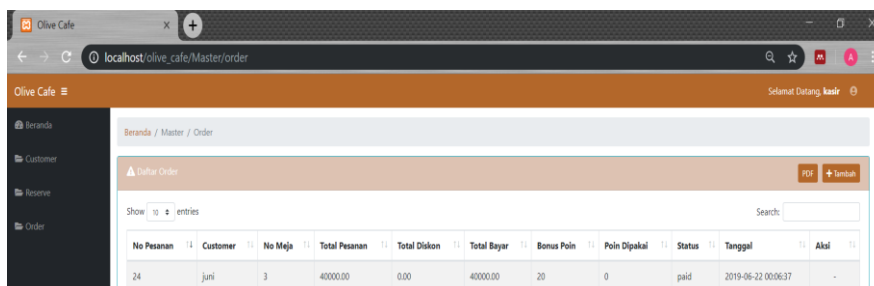 Olive Cafe
localhost/olive_cafe/Master/order
Olive Cafe
Selamat Datang, kasir
Beranda
Customer
Reserve
Order
Beranda / Master / Order
Daftar Order
PDF + Tambah
Show 10 entries
Search:
No Pesanan Customer No Meja Total Pesanan Total Diskon Total Bayar Bonus Poin Poin Dipakai Status Tanggal Aksi
24 juni 3 40000.00 0.00 40000.00 20 0 paid 2019-06-22 00:06:37 -